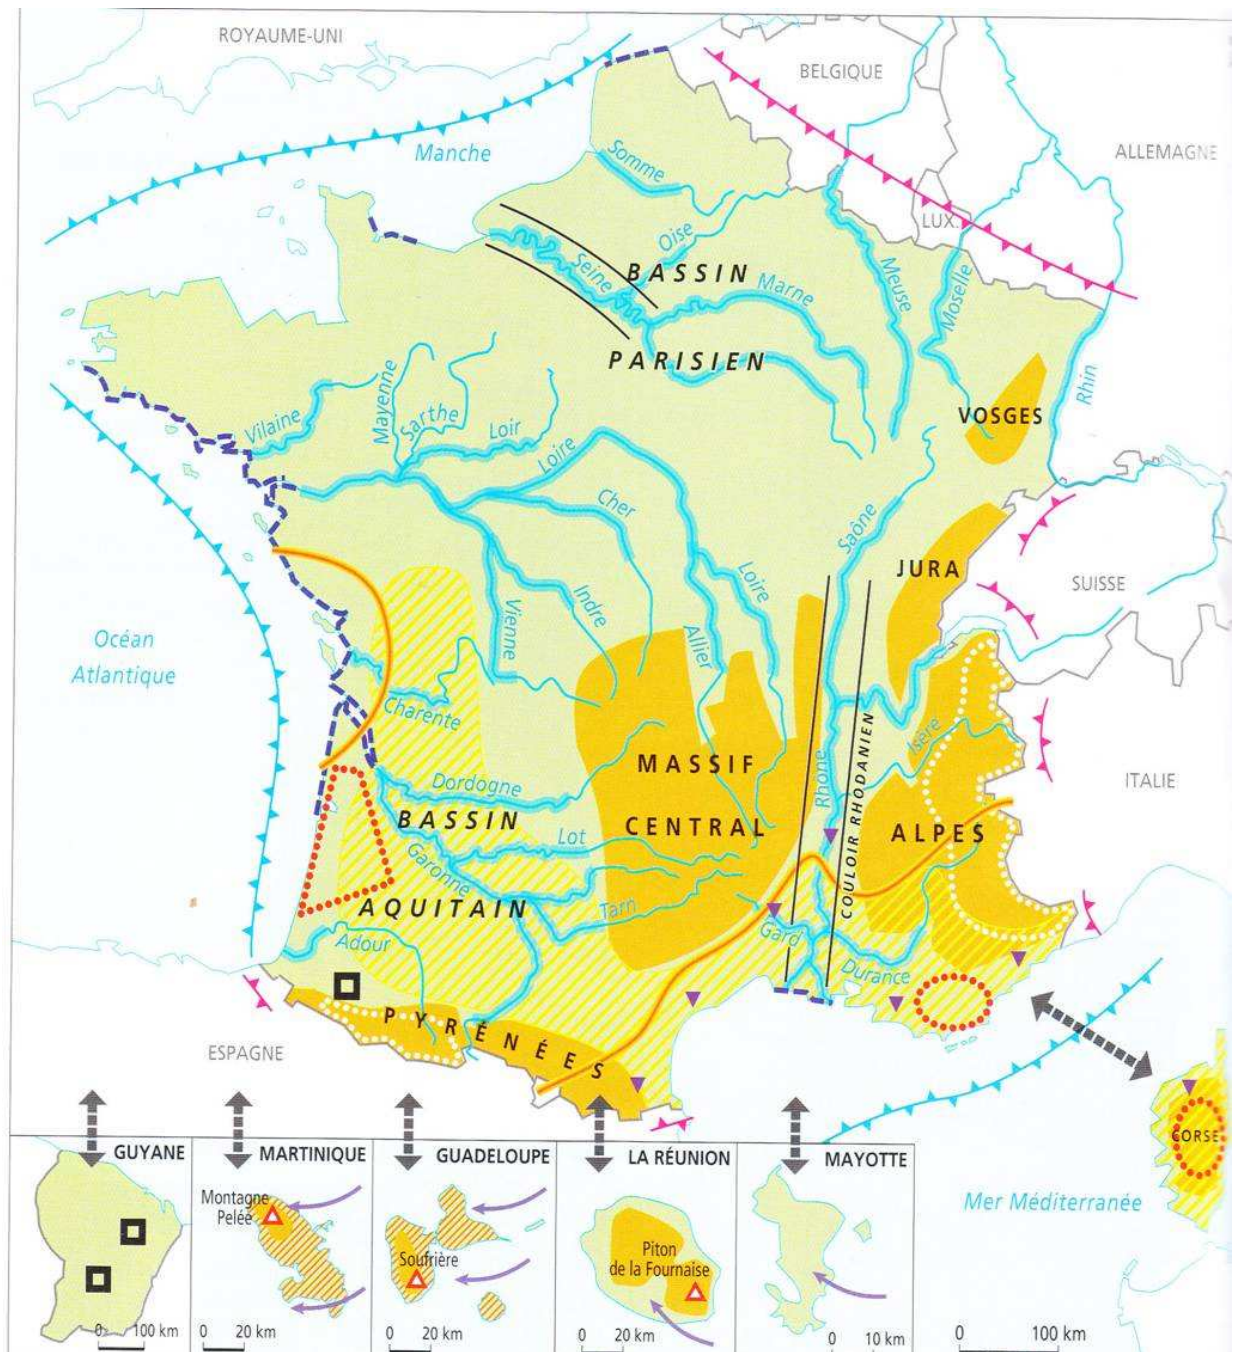 ROYAUME-UNI
BELGIQUE
ALLEMAGNE
Manche
Somme
LUX.
Oise
BASSIN
Seine
Marne
Meuse
Moselle
PARISIEN
Rhin
VOSGES
Mayenne
Sarthe
Vilaine
Loir
Loire
Cher
Saône
JURA
SUISSE
Loire
Indre
Vienne
Allier
Océan
Atlantique
Charente
Isère
MASSIF
Rhône
COULOIR RHODANIEN
ITALIE
Dordogne
BASSIN
CENTRAL
ALPES
Lot
Garonne
AQUITAIN
Tarn
Gard
Adour
Durance
PYRÉNÉES
ESPAGNE
CORSE
Mer Méditerranée
GUYANE
0 100 km
MARTINIQUE
Montagne
Pelée
0 20 km
GUADELOUPE
Soufrière
0 20 km
LA RÉUNION
Piton
de la Fournaise
0 20 km
MAYOTTE
0 10 km
0 100 km